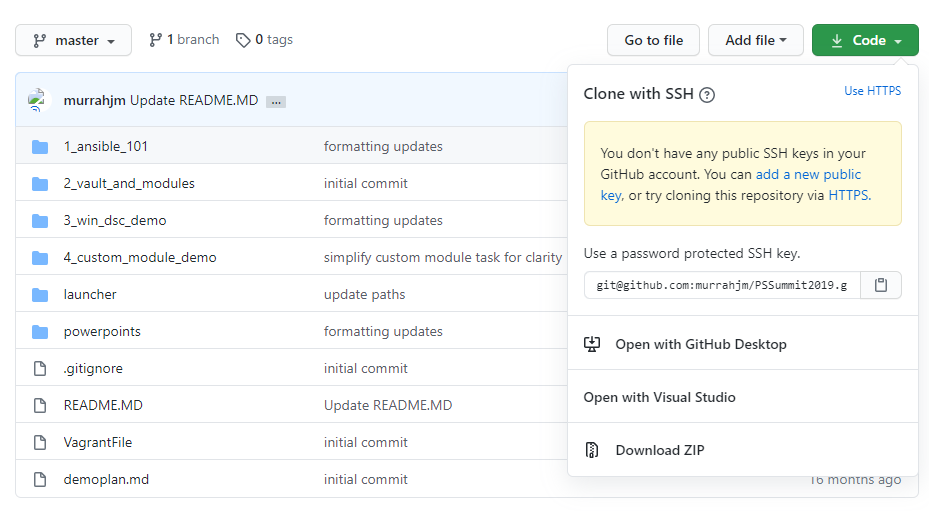 master
1 branch
0 tags
Go to file
Add file
Code
murrahjm Update README.MD ...
Clone with SSH ?
Use HTTPS
You don't have any public SSH keys in your
GitHub account. You can add a new public
key, or try cloning this repository via HTTPS.
Use a password protected SSH key.
git@github.com:murrahjm/PSSummit2019.g
Open with GitHub Desktop
Open with Visual Studio
Download ZIP
1_ansible_101 formatting updates
2_vault_and_modules initial commit
3_win_dsc_demo formatting updates
4_custom_module_demo simplify custom module task for clarity
launcher update paths
powerpoints formatting updates
.gitignore initial commit
README.MD Update README.MD
VagrantFile initial commit
demoplan.md initial commit 16 months ago